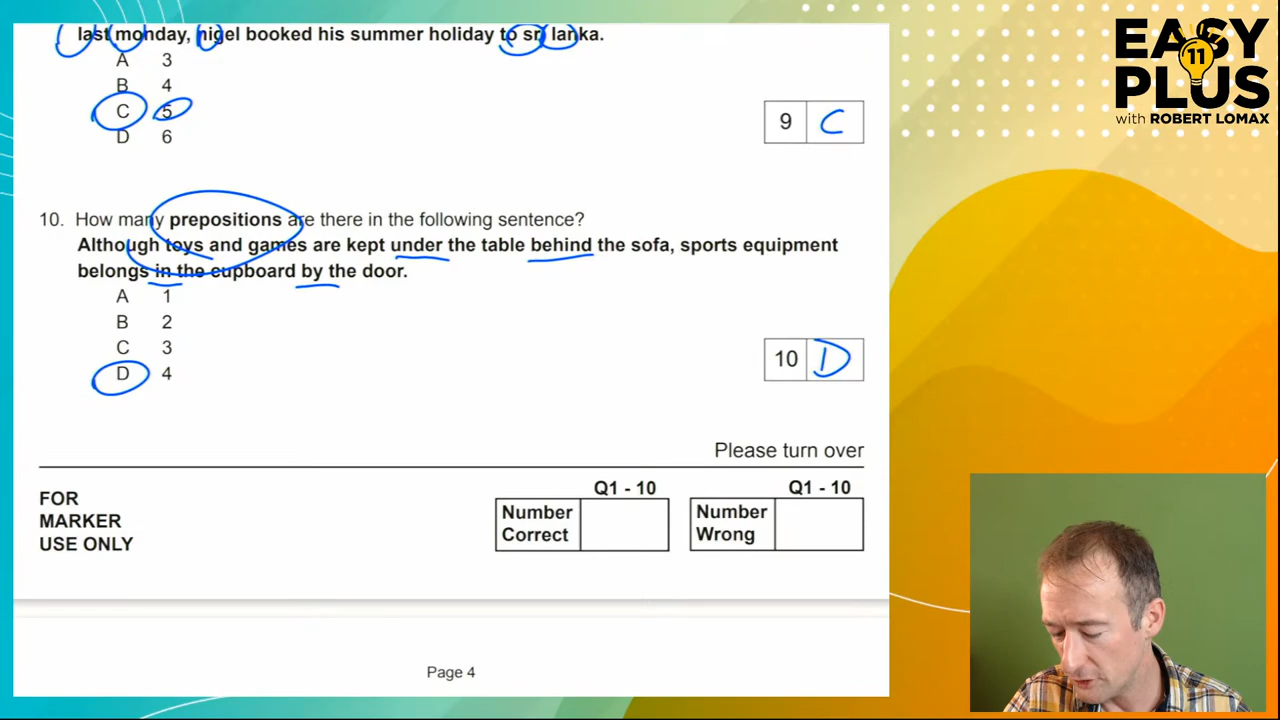 last monday, nigel booked his summer holiday to sri lanka.
A 3
B 4
C 5
D 6
9 C
10. How many prepositions are there in the following sentence?
Although toys and games are kept under the table behind the sofa, sports equipment
belongs in the cupboard by the door.
A 1
B 2
C 3
D 4
10 D
Please turn over
FOR
MARKER
USE ONLY
Q1 - 10
Number
Correct
Q1 - 10
Number
Wrong
Page 4
EASY
11
PLUS
with ROBERT LOMAX